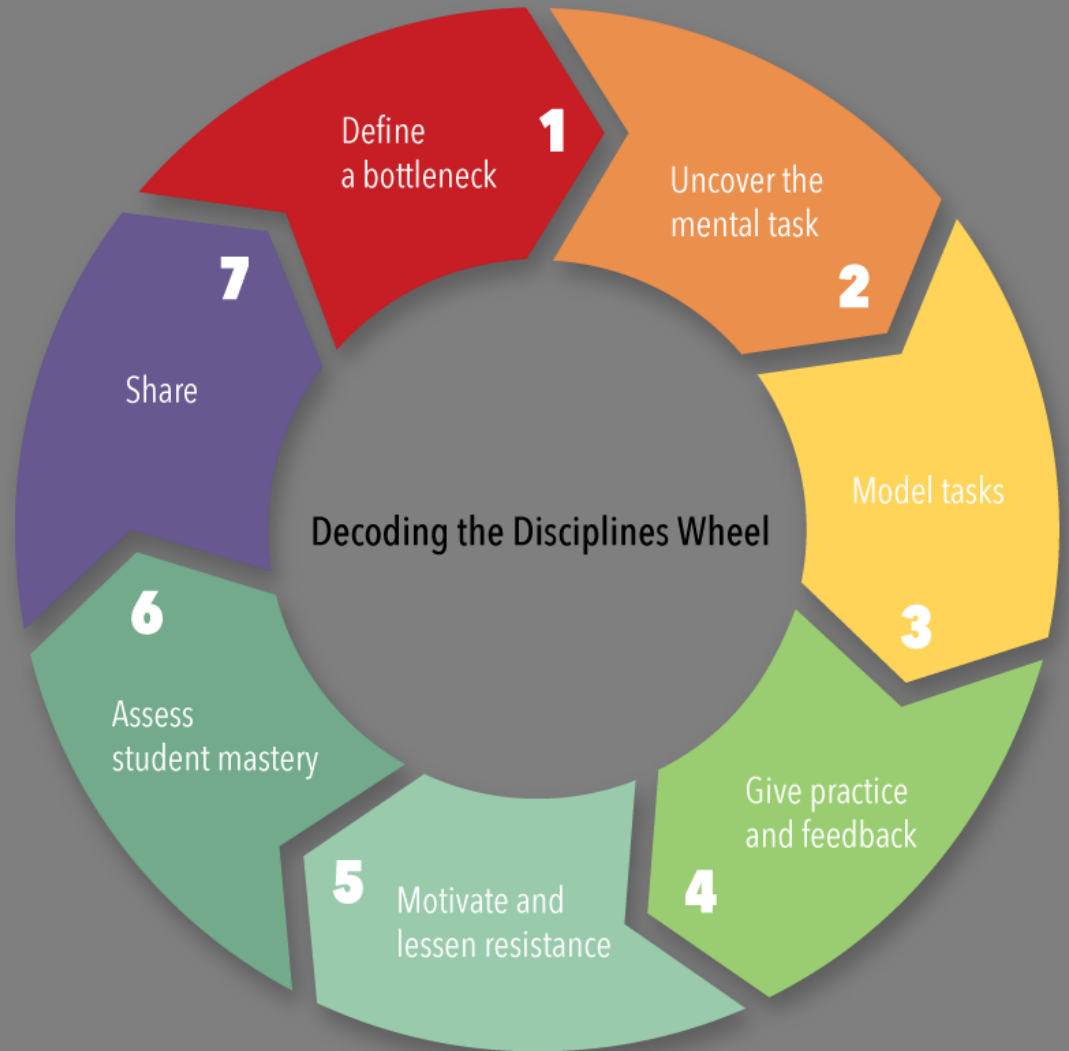 Decoding the Disciplines Wheel
1
Define
a bottleneck
2
Uncover the
mental task
3
Model tasks
4
Give practice
and feedback
5
Motivate and
lessen resistance
6
Assess
student mastery
7
Share